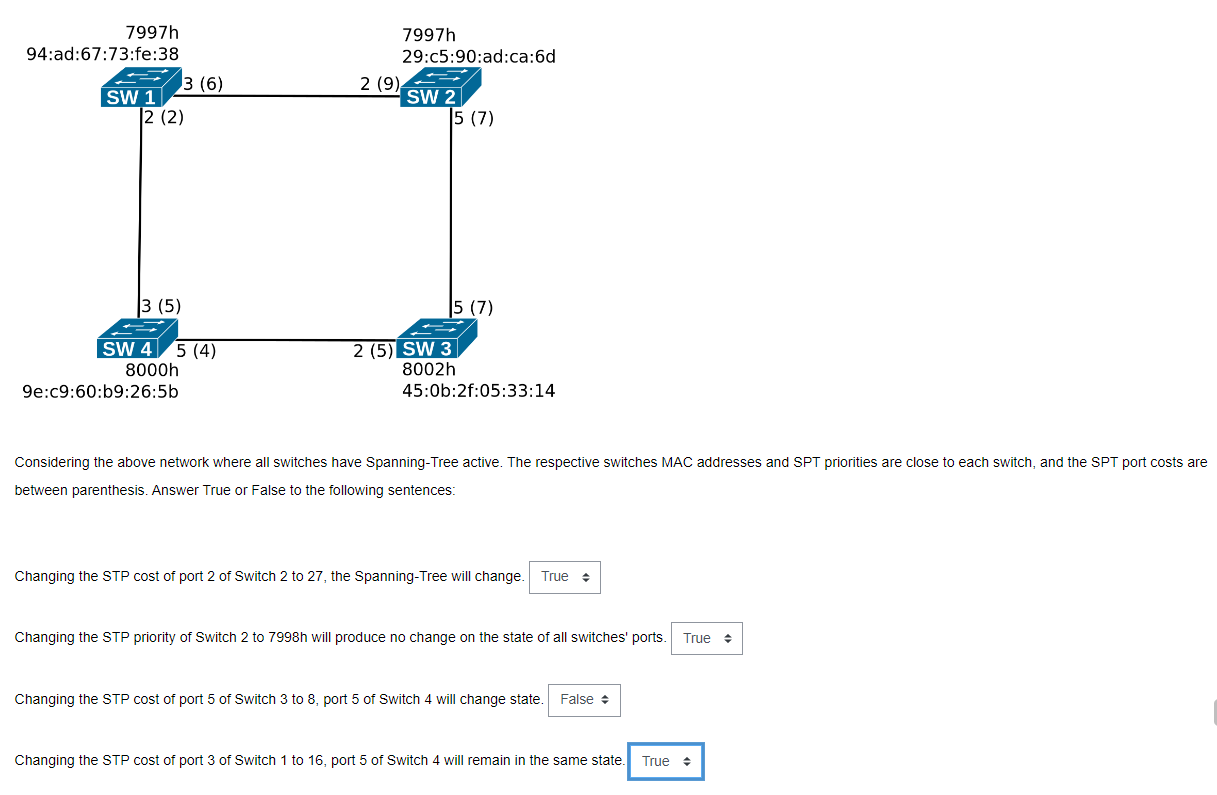 7997h
94:ad:67:73:fe:38
7997h
29:c5:90:ad:ca:6d
SW 1
3 (6)
2 (9)
SW 2
2 (2)
5 (7)
3 (5)
5 (7)
SW 4
5 (4)
2 (5)
SW 3
8000h
9e:c9:60:b9:26:5b
8002h
45:0b:2f:05:33:14
Considering the above network where all switches have Spanning-Tree active. The respective switches MAC addresses and SPT priorities are close to each switch, and the SPT port costs are
between parenthesis. Answer True or False to the following sentences:
Changing the STP cost of port 2 of Switch 2 to 27, the Spanning-Tree will change. True
Changing the STP priority of Switch 2 to 7998h will produce no change on the state of all switches' ports. True
Changing the STP cost of port 5 of Switch 3 to 8, port 5 of Switch 4 will change state. False
Changing the STP cost of port 3 of Switch 1 to 16, port 5 of Switch 4 will remain in the same state. True